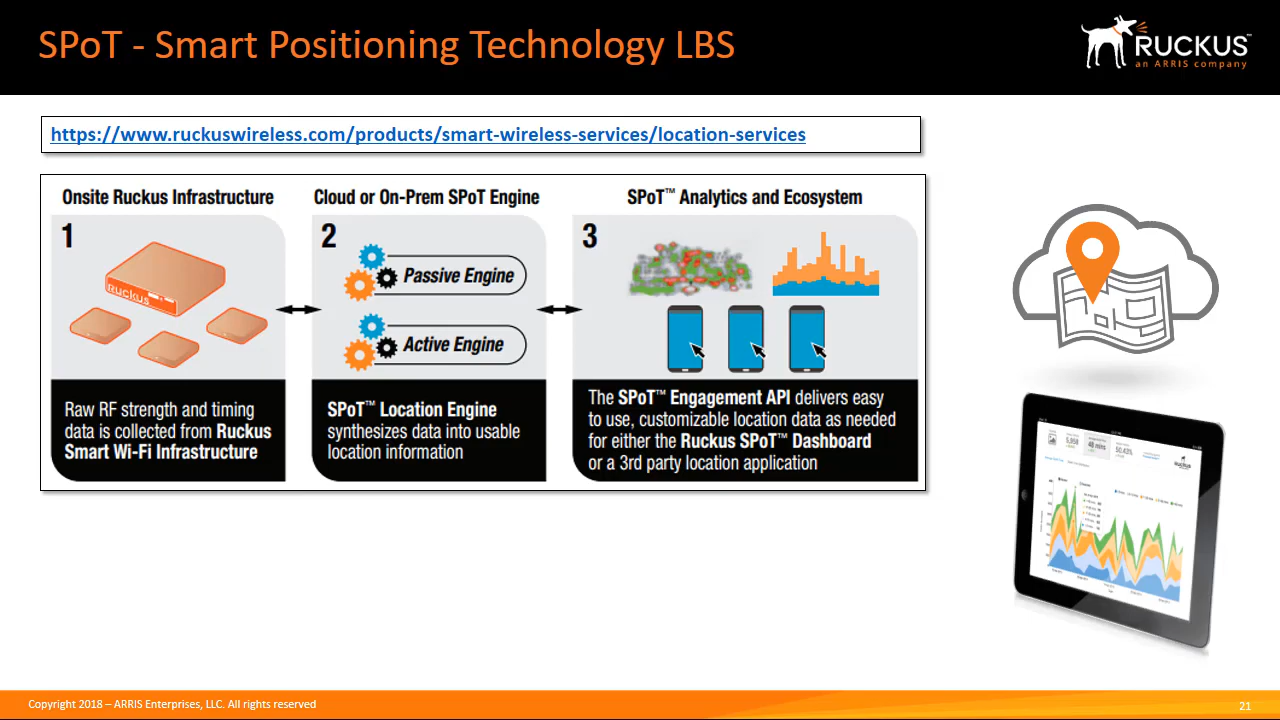 SPoT - Smart Positioning Technology LBS
RUCKUS™
an ARRIS company
https://www.ruckuswireless.com/products/smart-wireless-services/location-services
Onsite Ruckus Infrastructure
1
Ruckus
Raw RF strength and timing
data is collected from Ruckus
Smart Wi-Fi Infrastructure
Cloud or On-Prem SPoT Engine
2
Passive Engine
Active Engine
SPoT™ Location Engine
synthesizes data into usable
location information
SPoT™ Analytics and Ecosystem
3
The SPoT™ Engagement API delivers easy
to use, customizable location data as needed
for either the Ruckus SPoT™ Dashboard
or a 3rd party location application
48 mins
Copyright 2018 – ARRIS Enterprises, LLC. All rights reserved
21